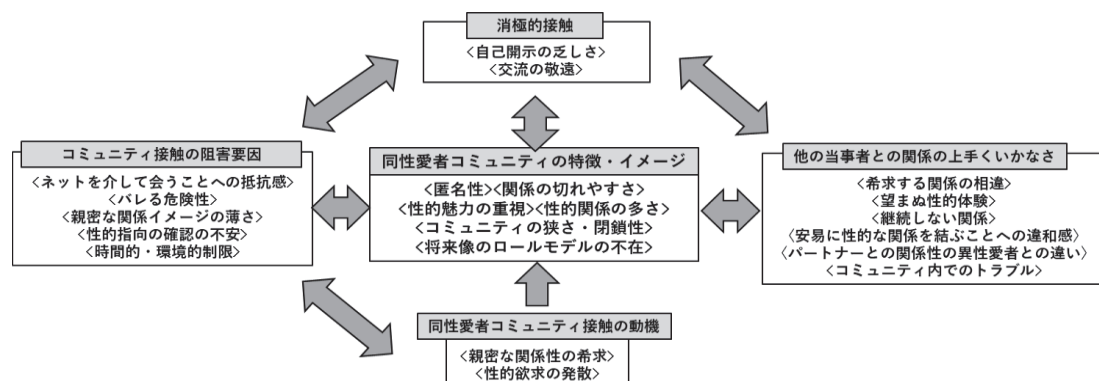 消極的接触
<自己開示の乏しさ>
<交流の敬遠>
コミュニティ接触の阻害要因
<ネットを介して会うことへの抵抗感>
<バレる危険性>
<親密な関係イメージの薄さ>
<性的指向の確認の不安>
<時間的・環境的制限>
同性愛者コミュニティの特徴・イメージ
<匿名性><関係の切れやすさ>
<性的魅力の重視><性的関係の多さ>
<コミュニティの狭さ・閉鎖性>
<将来像のロールモデルの不在>
他の当事者との関係の上手くいかなさ
<希求する関係の相違>
<望まぬ性的体験>
<継続しない関係>
<安易に性的な関係を結ぶことへの違和感>
<パートナーとの関係性の異性愛者との違い>
<コミュニティ内でのトラブル>
同性愛者コミュニティ接触の動機
<親密な関係性の希求>
<性的欲求の発散>